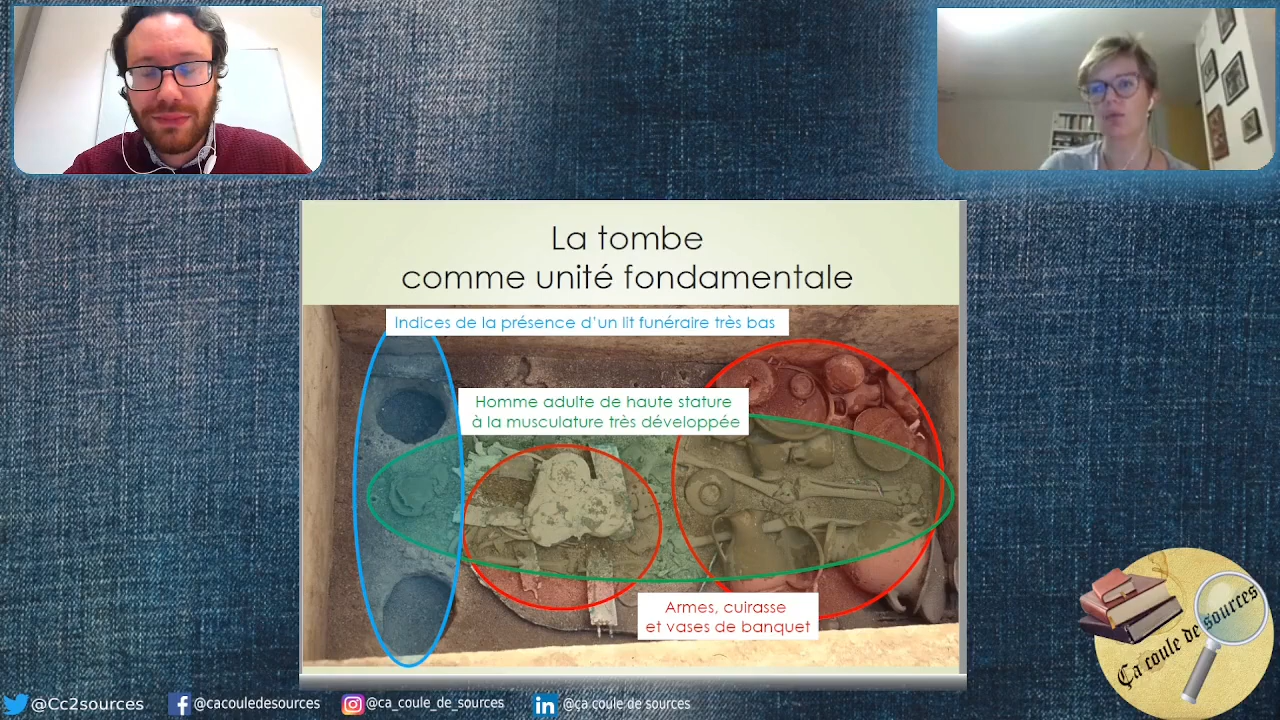 La tombe
comme unité fondamentale
Indices de la présence d'un lit funéraire très bas
Homme adulte de haute stature
à la musculature très développée
Armes, cuirasse
et vases de banquet
Ça coule de sources
@Cc2sources
@cacouledesources
@ca_coule_de_sources
@ça coule de sources